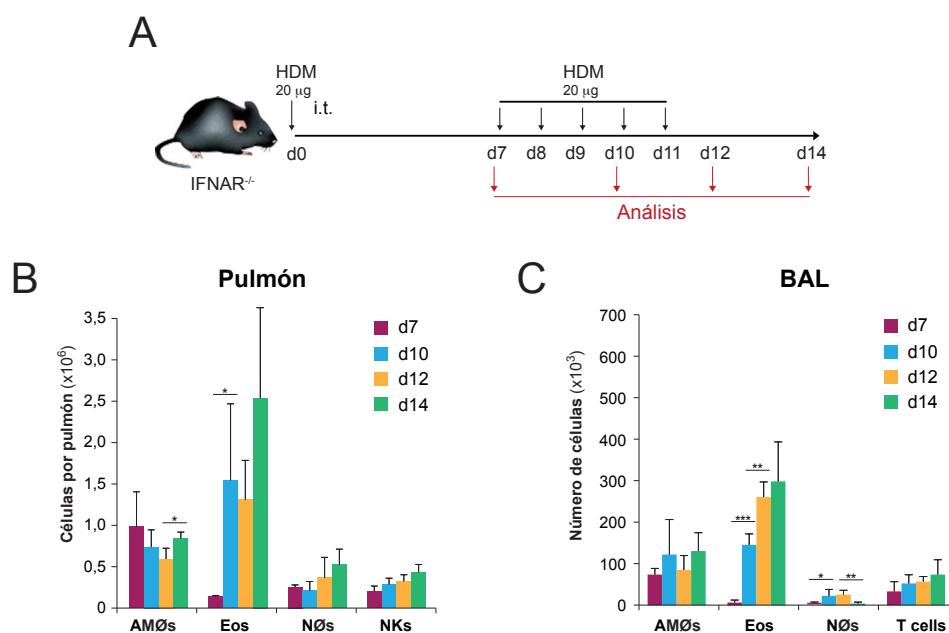 A
HDM
20 µg
i.t.
HDM
20 µg
d0
d7 d8 d9 d10 d11 d12 d14
IFNAR-/-
Análisis
B
Pulmón
Células por pulmón (x10⁶)
3,5
3,0
2,5
2,0
1,5
1,0
0,5
0
d7
d10
d12
d14
*
*
AMØs Eos NØs NKs
C
BAL
Número de células (x10³)
700
600
500
400
300
200
100
0
d7
d10
d12
d14
**
***
* **
AMØs Eos NØs T cells